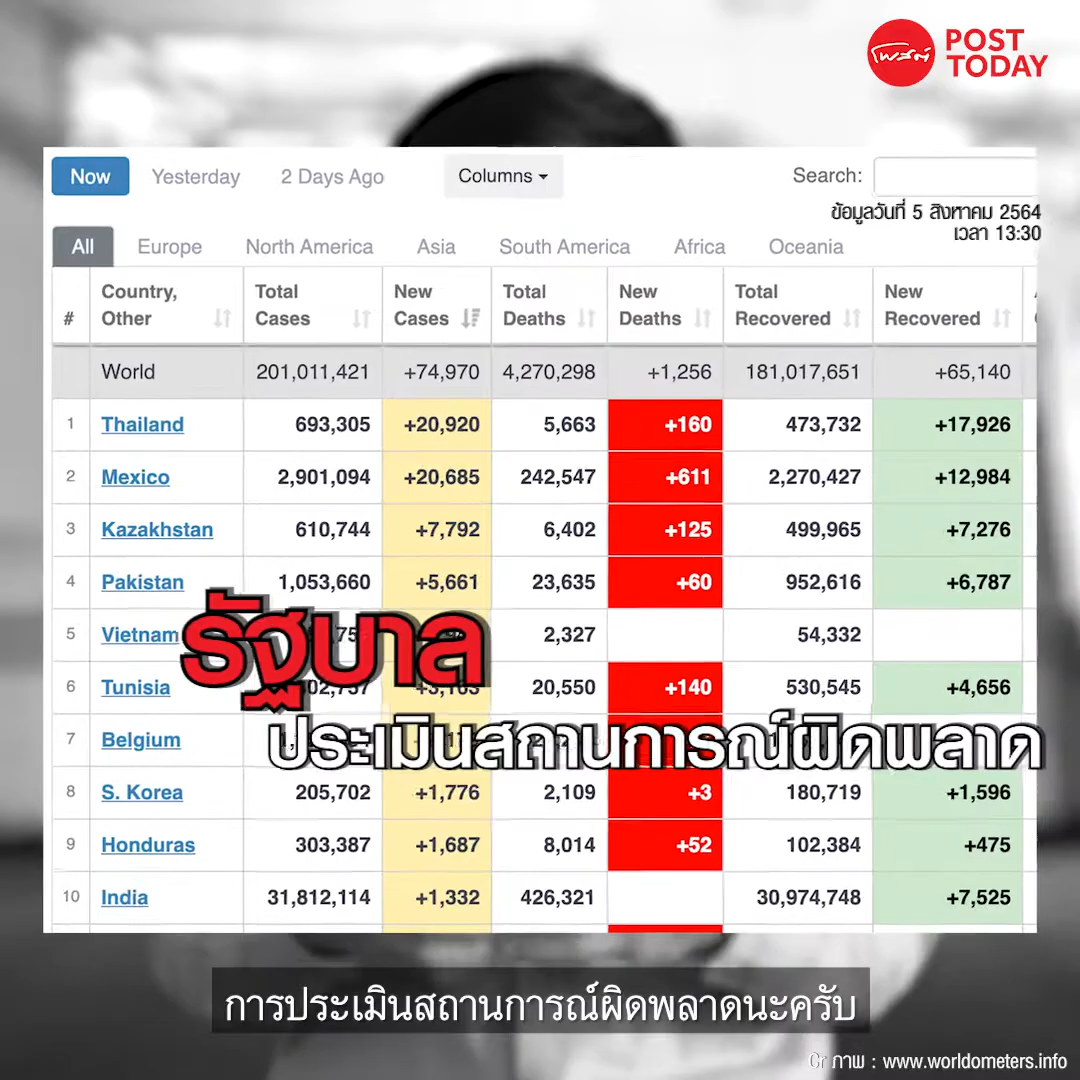 โพสต์ POST TODAY
Now Yesterday 2 Days Ago Columns Search:
ข้อมูลวันที่ 5 สิงหาคม 2564
เวลา 13:30
All Europe North America Asia South America Africa Oceania
# Country, Other Total Cases New Cases Total Deaths New Deaths Total Recovered New Recovered
World 201,011,421 +74,970 4,270,298 +1,256 181,017,651 +65,140
1 Thailand 693,305 +20,920 5,663 +160 473,732 +17,926
2 Mexico 2,901,094 +20,685 242,547 +611 2,270,427 +12,984
3 Kazakhstan 610,744 +7,792 6,402 +125 499,965 +7,276
4 Pakistan 1,053,660 +5,661 23,635 +60 952,616 +6,787
5 Vietnam 2,327 54,332
รัฐบาล
6 Tunisia 20,550 +140 530,545 +4,656
7 Belgium
ประเมินสถานการณ์ผิดพลาด
8 S. Korea 205,702 +1,776 2,109 +3 180,719 +1,596
9 Honduras 303,387 +1,687 8,014 +52 102,384 +475
10 India 31,812,114 +1,332 426,321 30,974,748 +7,525
การประเมินสถานการณ์ผิดพลาดนะครับ
Cr ภาพ : www.worldometers.info